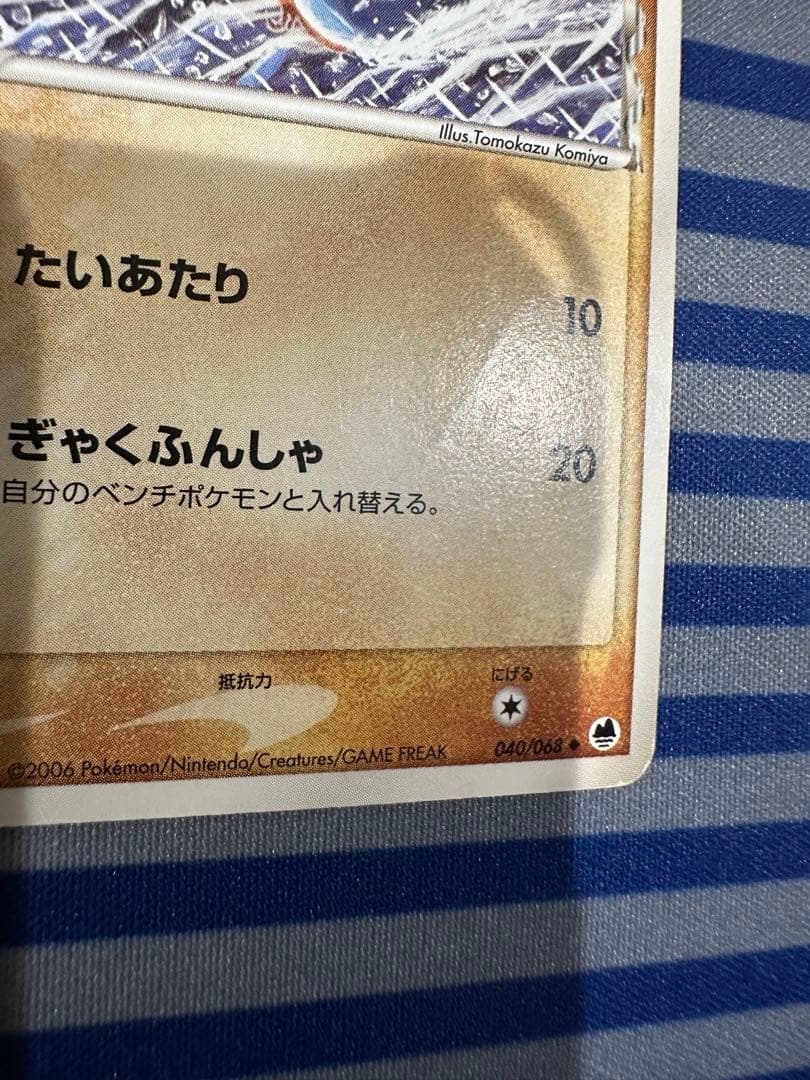 Illus.Tomokazu Komiya
たいあたり
10
ぎゃくふんしゃ
20
自分のベンチポケモンと入れ替える。
抵抗力
にげる
©2006 Pokémon/Nintendo/Creatures/GAME FREAK
040/068